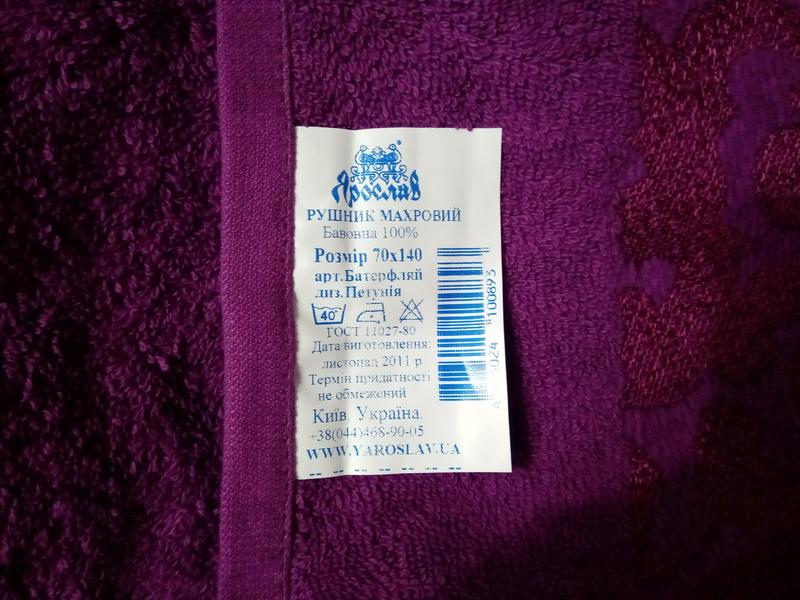 Ярослав
РУШНИК МАХРОВИЙ
Бавовна 100%
Розмір 70х140
арт.Батерфляй
диз.Петунія
40°
ГОСТ 11027-80
Дата виготовлення:
листопад 2011 р
Термін придатності
не обмежений
Київ. Україна.
+38(044)468-90-05
WWW.YAROSLAV.UA
100893